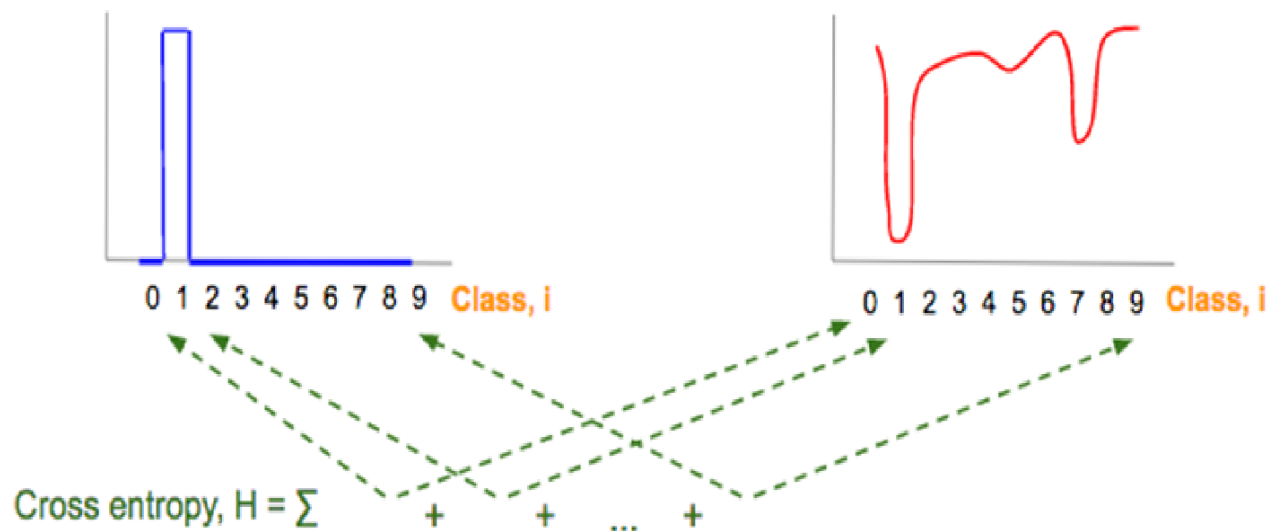 0 1 2 3 4 5 6 7 8 9 Class, i
0 1 2 3 4 5 6 7 8 9 Class, i
Cross entropy, H = ∑ + + ... +